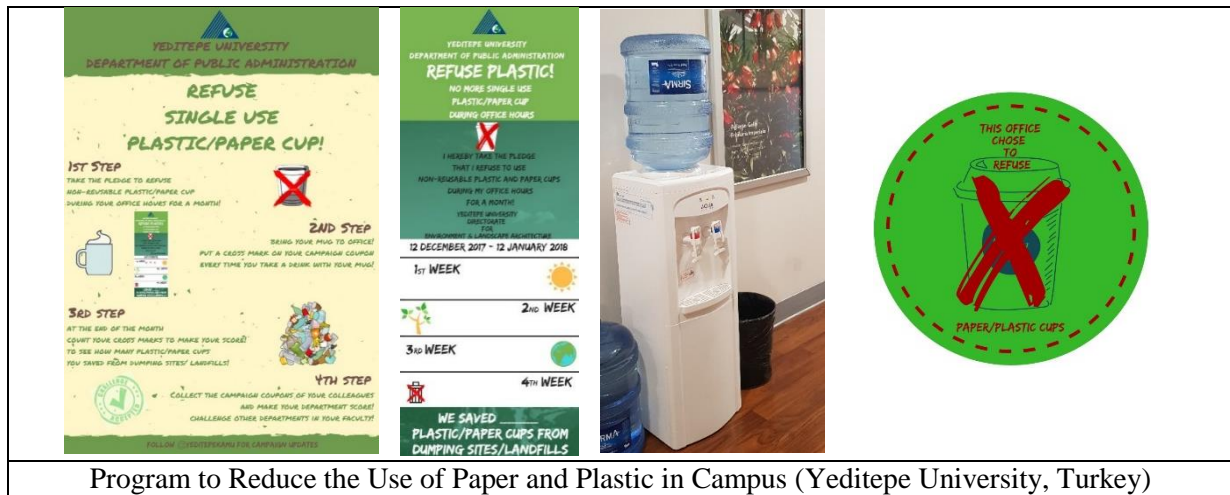 YEDITEPE UNIVERSITY
DEPARTMENT OF PUBLIC ADMINISTRATION
REFUSE
SINGLE USE
PLASTIC/PAPER CUP!
1ST STEP
TAKE THE PLEDGE TO REFUSE
NON-REUSABLE PLASTIC/PAPER CUP
DURING YOUR OFFICE HOURS FOR A MONTH!
2ND STEP
BRING YOUR MUG TO OFFICE!
PUT A CROSS MARK ON YOUR CAMPAIGN COUPON
EVERY TIME YOU TAKE A DRINK WITH YOUR MUG!
3RD STEP
AT THE END OF THE MONTH
COUNT YOUR CROSS MARKS TO MAKE YOUR SCORE!
TO SEE HOW MANY PLASTIC/PAPER CUPS
YOU SAVED FROM DUMPING SITES/ LANDFILLS!
4TH STEP
COLLECT THE CAMPAIGN COUPONS OF YOUR COLLEAGUES
AND MAKE YOUR DEPARTMENT SCORE!
CHALLENGE OTHER DEPARTMENTS IN YOUR FACULTY!
CHALLENGE ACCEPTED
FOLLOW @YEDITEPEKAMU FOR CAMPAIGN UPDATES
YEDITEPE UNIVERSITY
DEPARTMENT OF PUBLIC ADMINISTRATION
REFUSE PLASTIC!
NO MORE SINGLE USE
PLASTIC/PAPER CUP
DURING OFFICE HOURS
I HEREBY TAKE THE PLEDGE
THAT I REFUSE TO USE
NON-REUSABLE PLASTIC AND PAPER CUPS
DURING MY OFFICE HOURS
FOR A MONTH!
YEDITEPE UNIVERSITY
DIRECTORATE
FOR
ENVIRONMENT & LANDSCAPE ARCHITECTURE
12 DECEMBER 2017 - 12 JANUARY 2018
1ST WEEK
2ND WEEK
3RD WEEK
4TH WEEK
WE SAVED ______
PLASTIC/PAPER CUPS FROM
DUMPING SITES/LANDFILLS
SIRMA
SIRMA
THIS OFFICE
CHOSE
TO
REFUSE
PAPER/PLASTIC CUPS
Program to Reduce the Use of Paper and Plastic in Campus (Yeditepe University, Turkey)